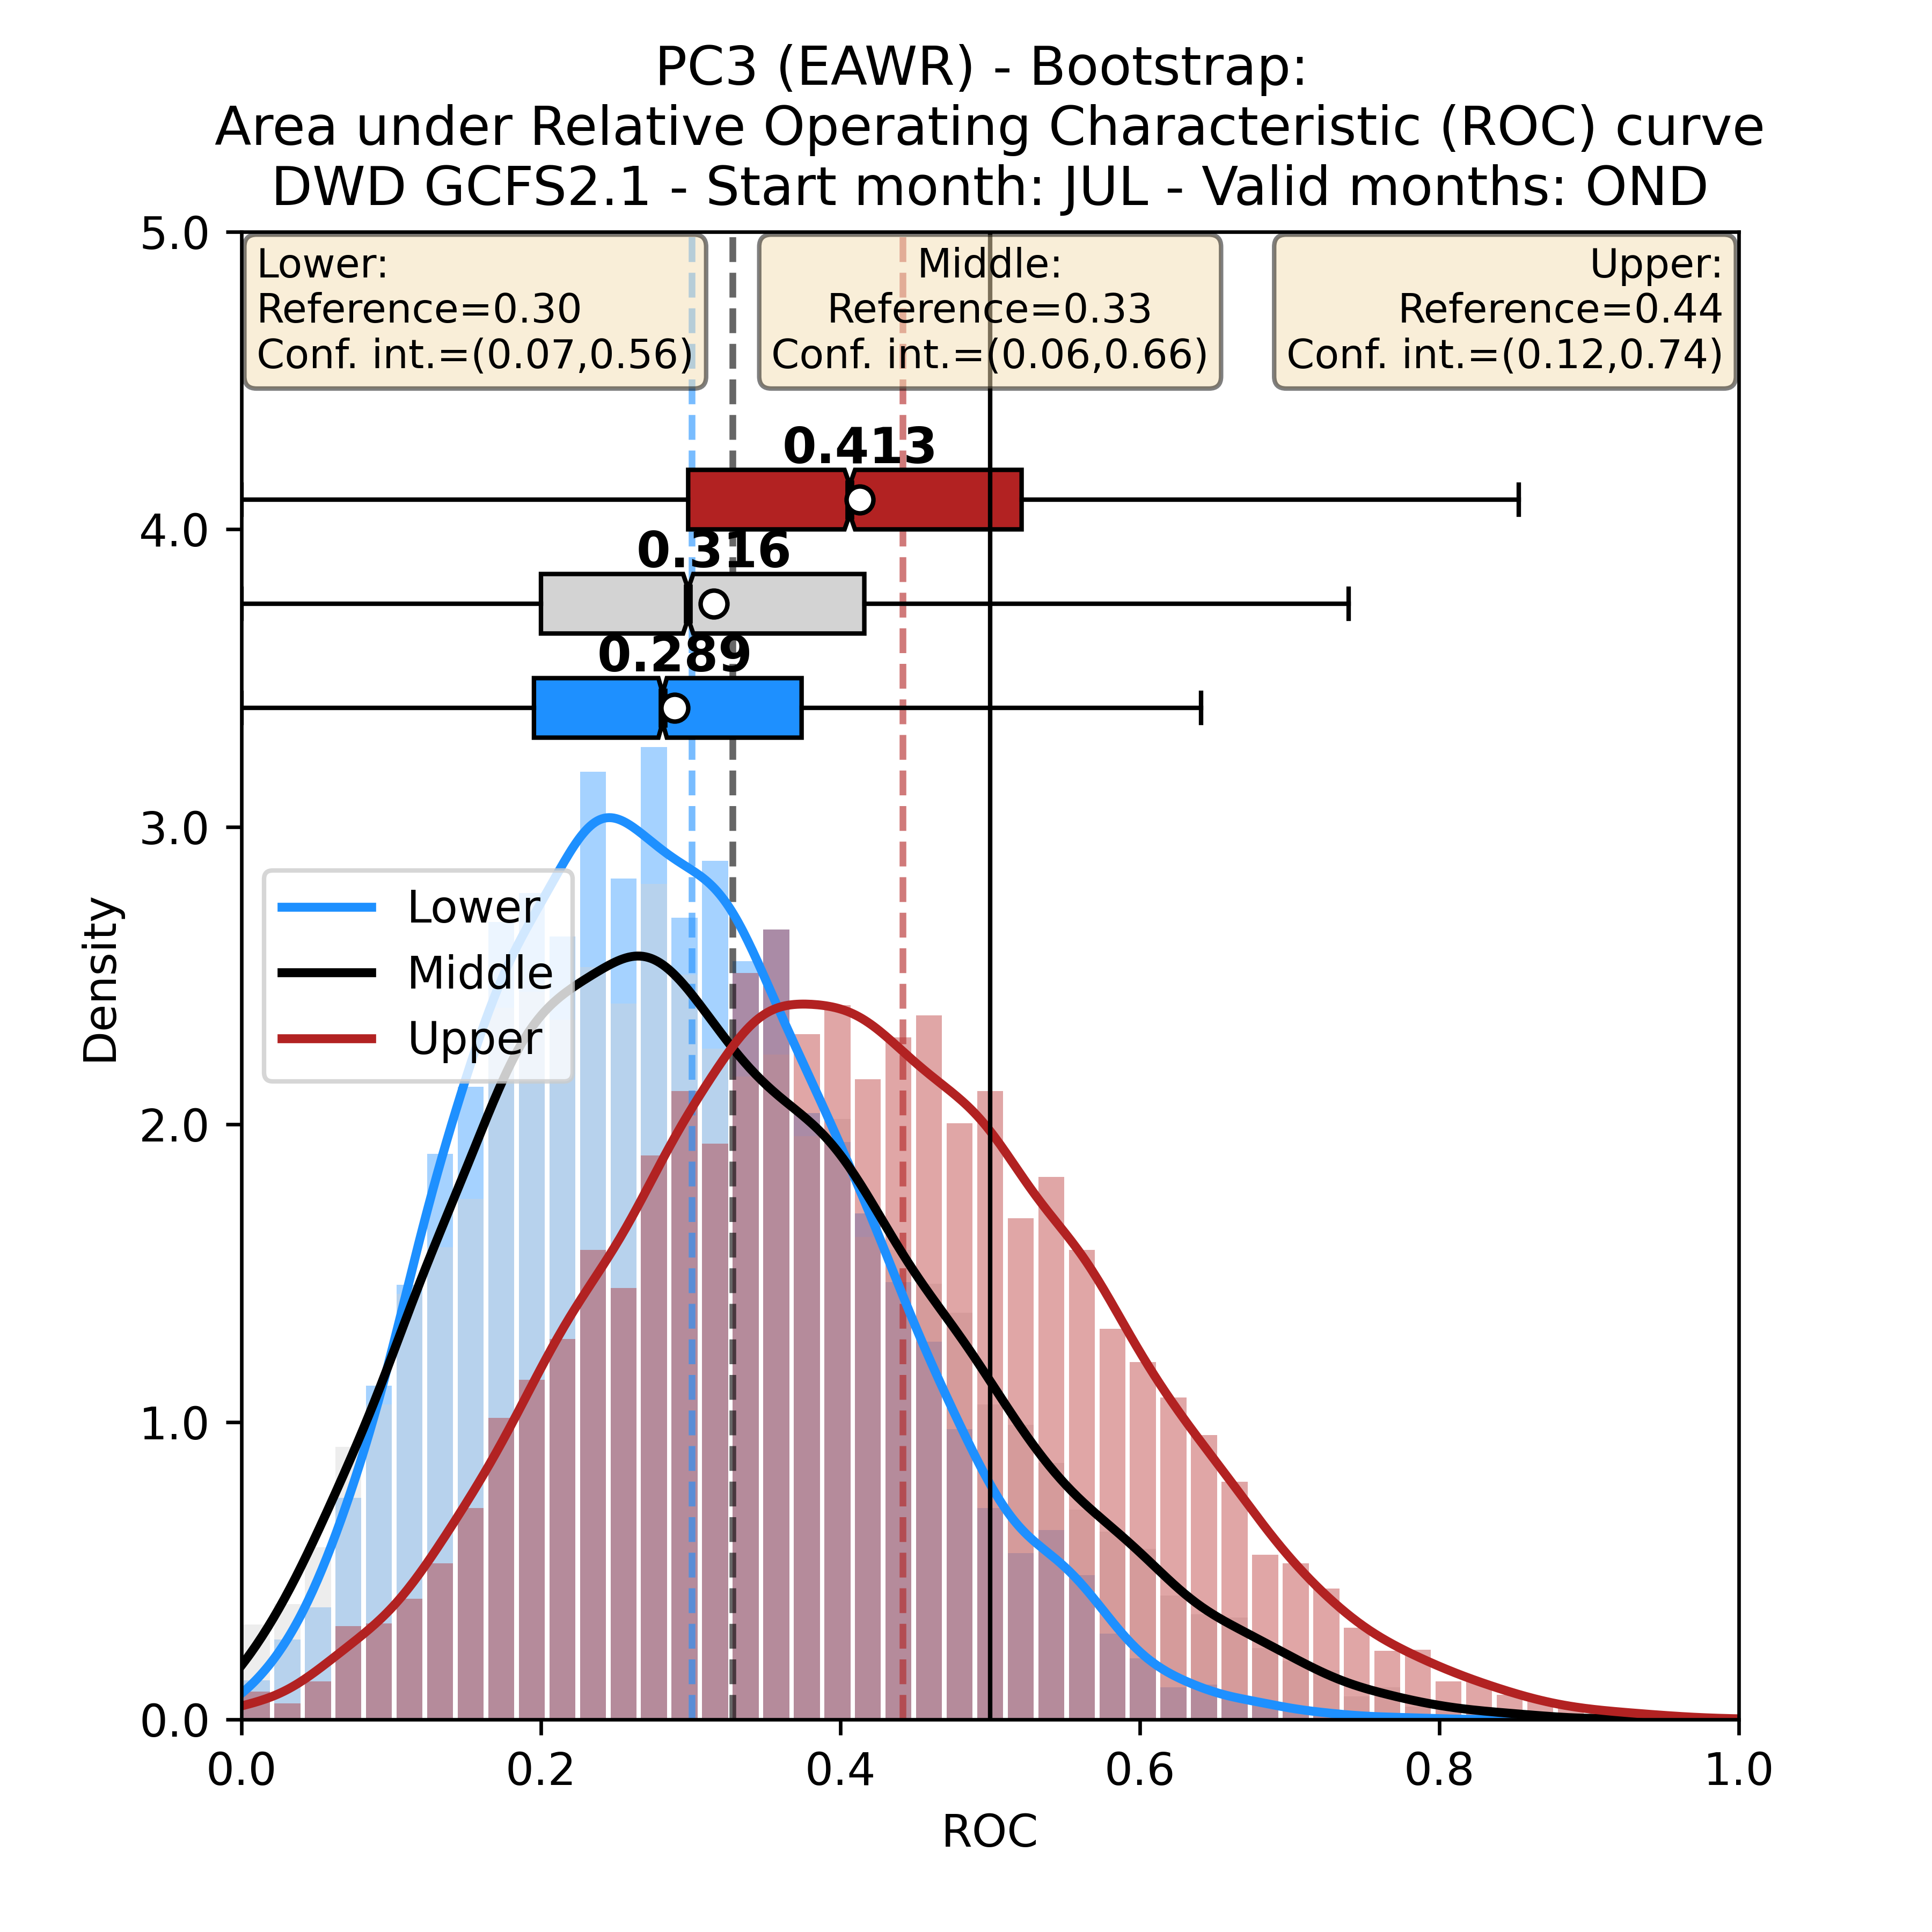 PC3 (EAWR) - Bootstrap:
Area under Relative Operating Characteristic (ROC) curve
DWD GCFS2.1 - Start month: JUL - Valid months: OND
5.0
Lower:
Reference=0.30
Conf. int.=(0.07,0.56)
Middle:
Reference=0.33
Conf. int.=(0.06,0.66)
Upper:
Reference=0.44
Conf. int.=(0.12,0.74)
0.413
4.0
0.316
0.289
3.0
Lower
Middle
Upper
Density
2.0
1.0
0.0
0.0 0.2 0.4 0.6 0.8 1.0
ROC